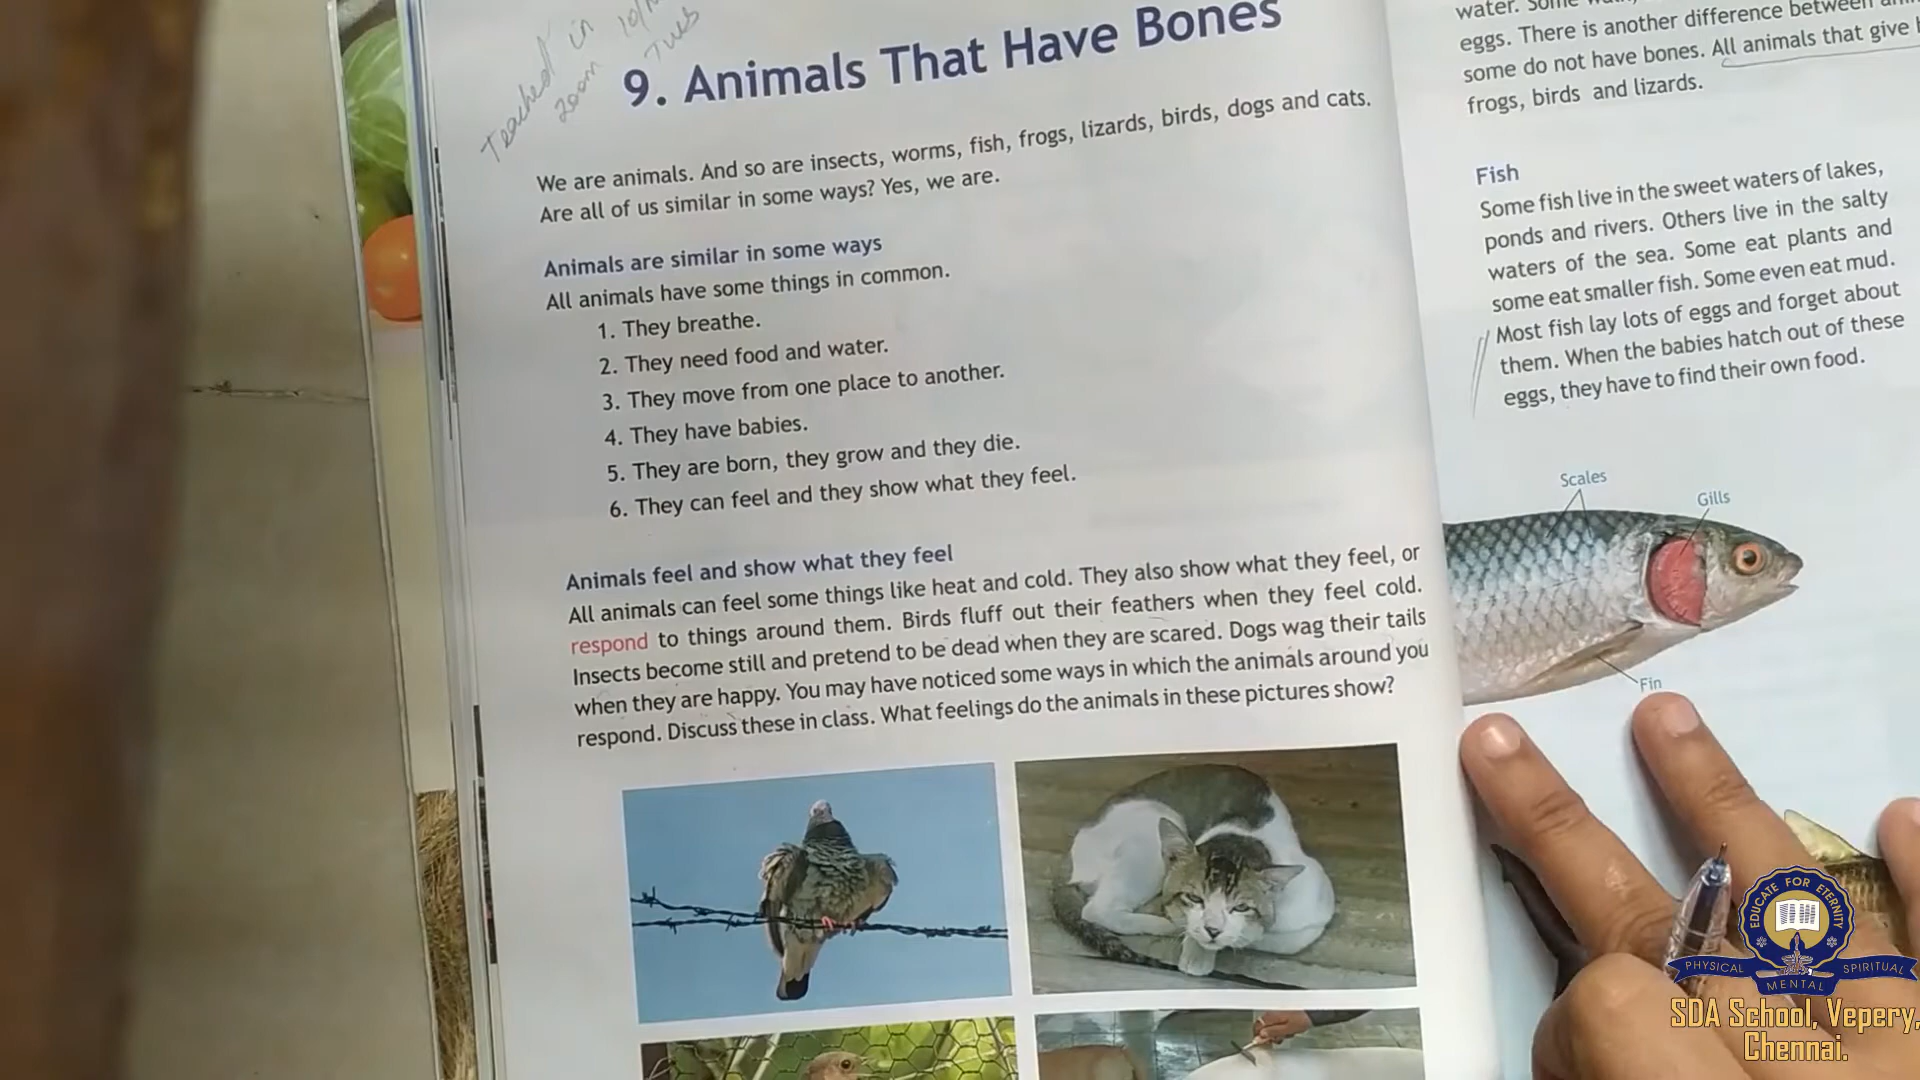 Teached in 10/
zoom Tues
9. Animals That Have Bones
We are animals. And so are insects, worms, fish, frogs, lizards, birds, dogs and cats.
Are all of us similar in some ways? Yes, we are.
Animals are similar in some ways
All animals have some things in common.
1. They breathe.
2. They need food and water.
3. They move from one place to another.
4. They have babies.
5. They are born, they grow and they die.
6. They can feel and they show what they feel.
Animals feel and show what they feel
All animals can feel some things like heat and cold. They also show what they feel, or
respond to things around them. Birds fluff out their feathers when they feel cold.
Insects become still and pretend to be dead when they are scared. Dogs wag their tails
when they are happy. You may have noticed some ways in which the animals around you
respond. Discuss these in class. What feelings do the animals in these pictures show?
water. Some
eggs. There is another difference between
some do not have bones. All animals that give
frogs, birds and lizards.
Fish
Some fish live in the sweet waters of lakes,
ponds and rivers. Others live in the salty
waters of the sea. Some eat plants and
some eat smaller fish. Some even eat mud.
Most fish lay lots of eggs and forget about
them. When the babies hatch out of these
eggs, they have to find their own food.
Scales
Gills
Fin
EDUCATE FOR ETERNITY
PHYSICAL MENTAL SPIRITUAL
SDA School, Vepery,
Chennai.